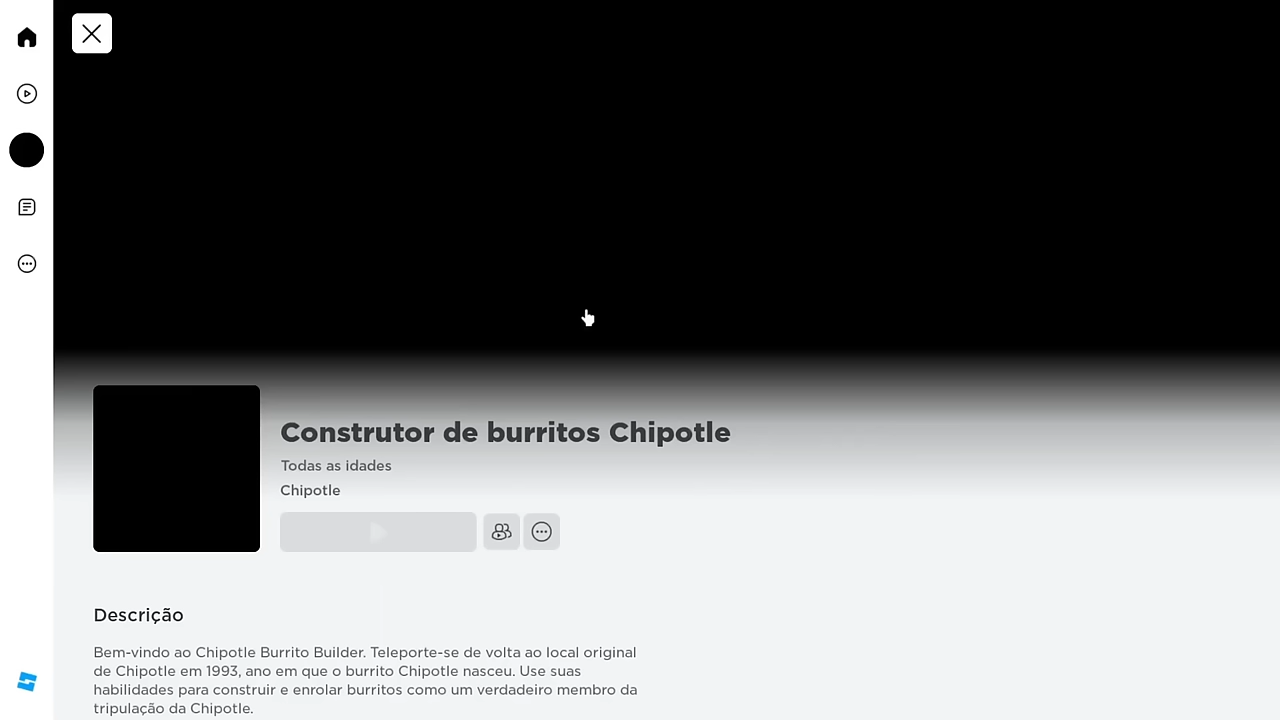 Construtor de burritos Chipotle
Todas as idades
Chipotle
Descrição
Bem-vindo ao Chipotle Burrito Builder. Teleporte-se de volta ao local original
de Chipotle em 1993, ano em que o burrito Chipotle nasceu. Use suas
habilidades para construir e enrolar burritos como um verdadeiro membro da
tripulação da Chipotle.